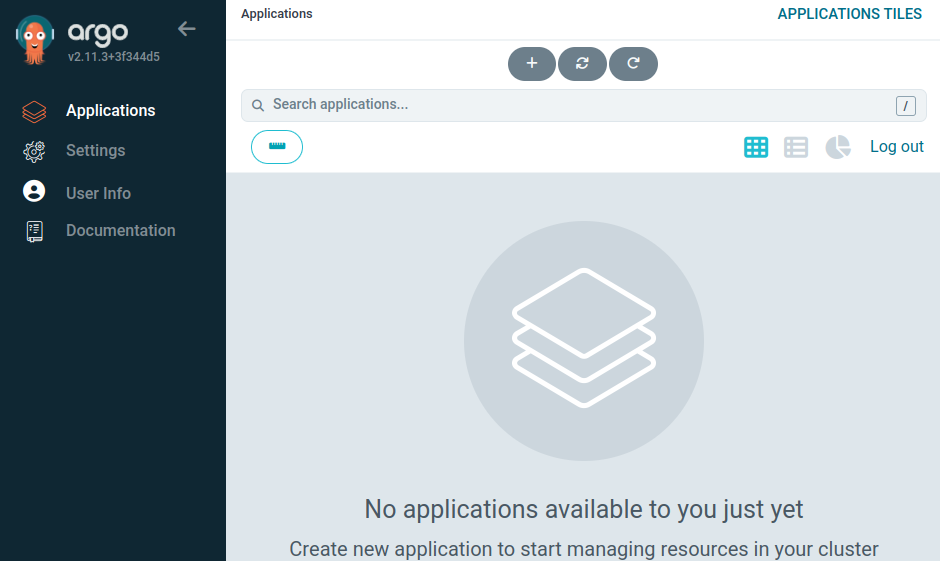 argo
v2.11.3+3f344d5
Applications
Settings
User Info
Documentation
Applications
APPLICATIONS TILES
+
Search applications...
/
Log out
No applications available to you just yet
Create new application to start managing resources in your cluster